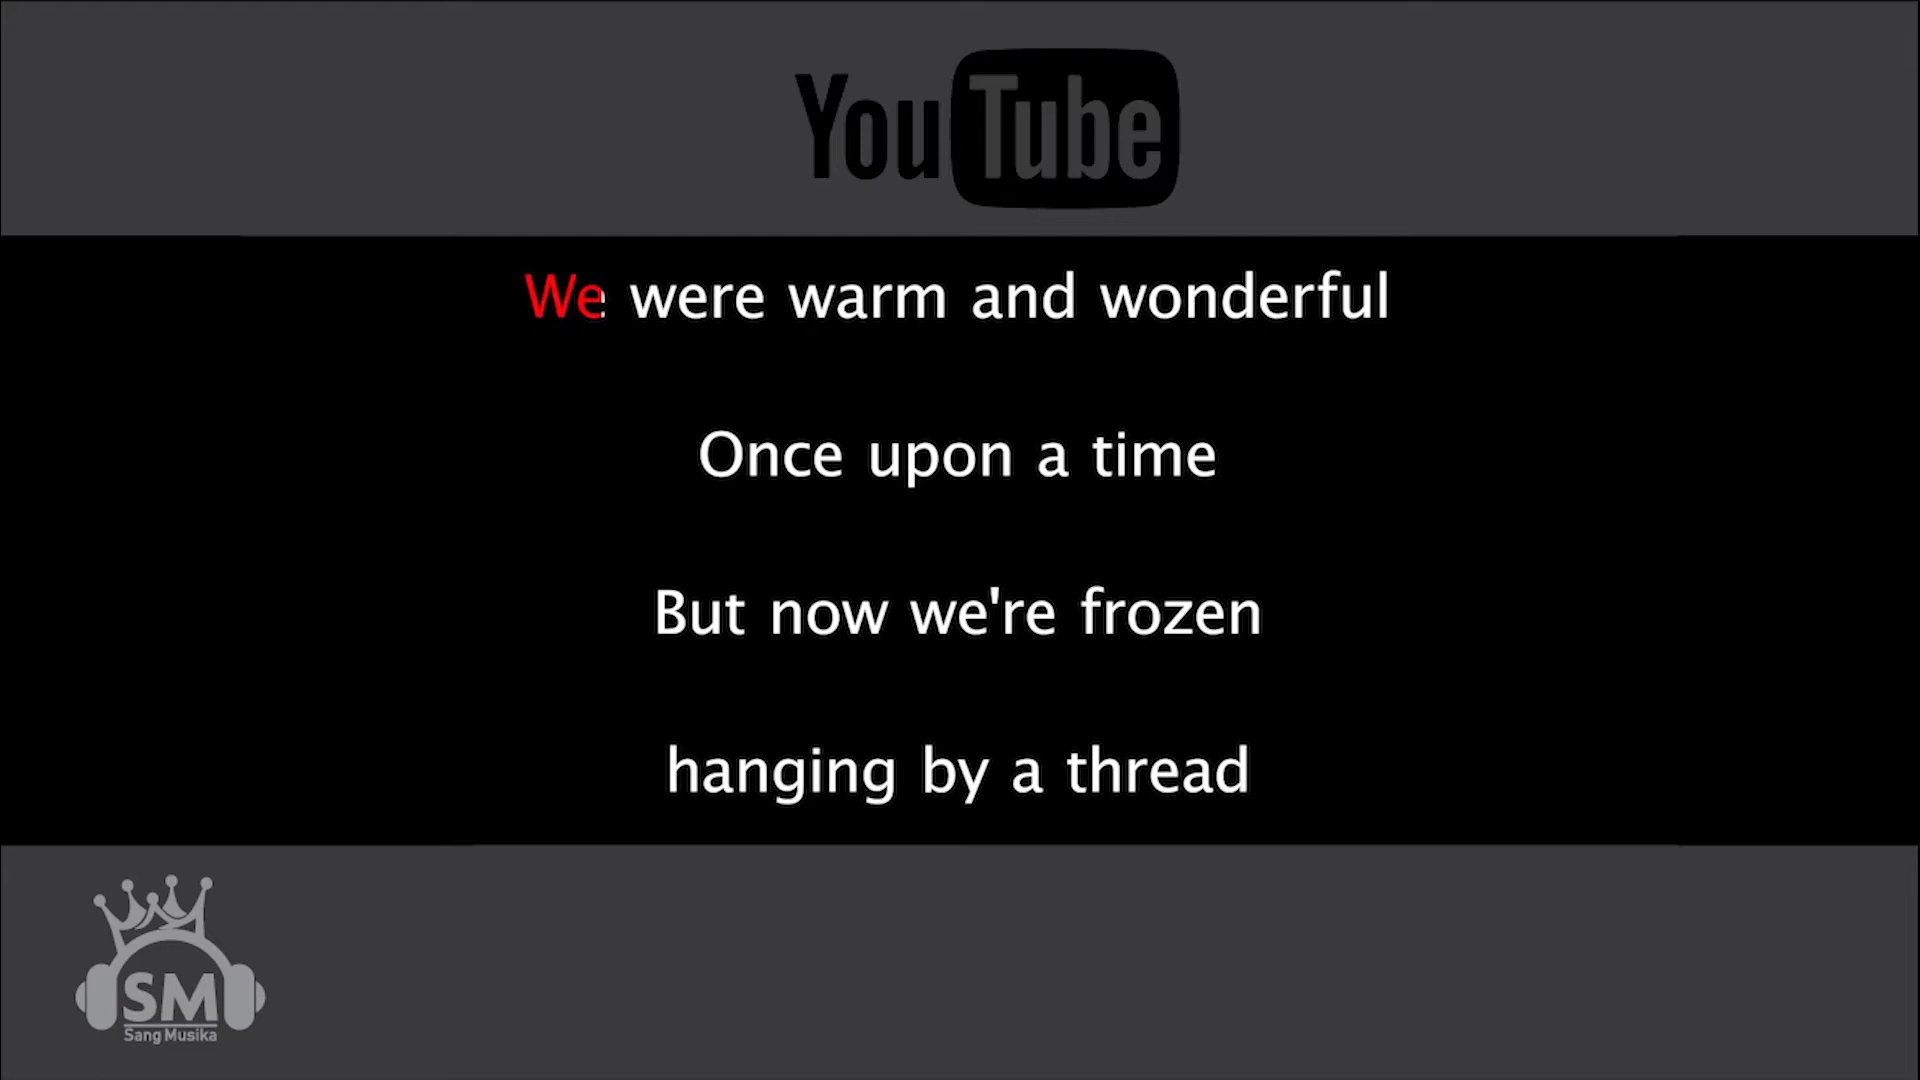 YouTube
We were warm and wonderful
Once upon a time
But now we're frozen
hanging by a thread
SM
Sang Musika